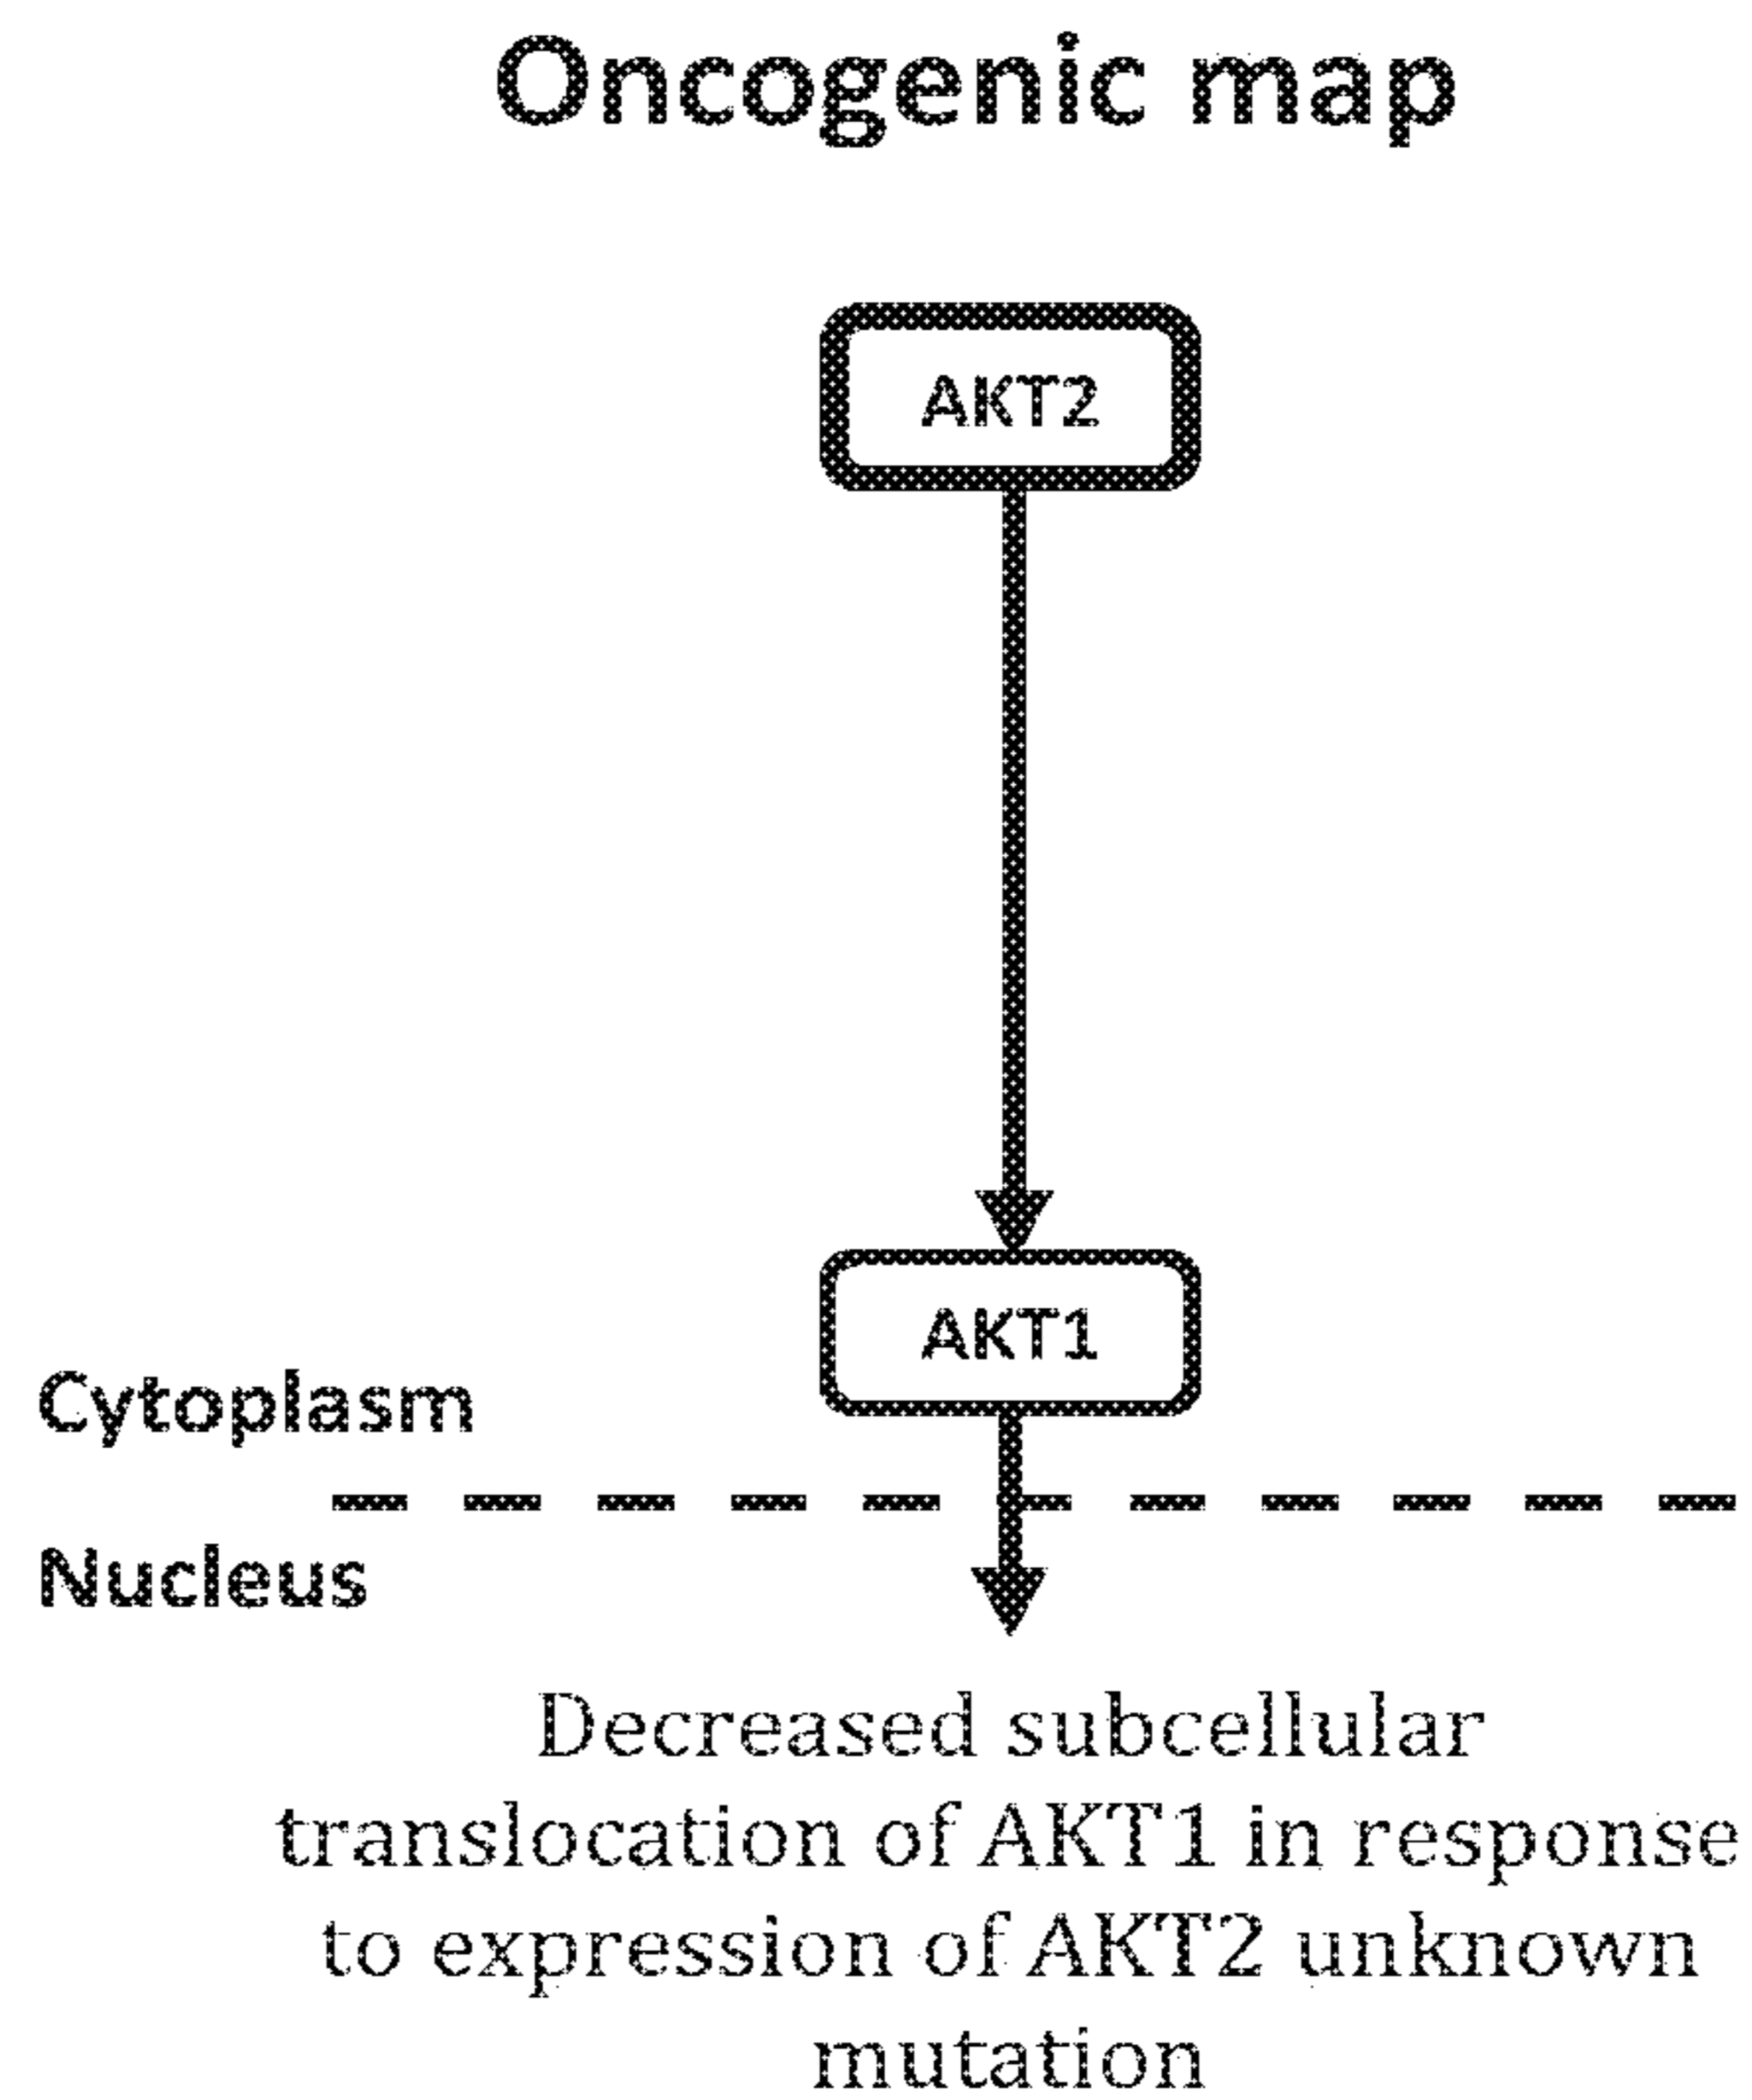 Oncogenic map
AKT2
AKT1
Cytoplasm
Nucleus
Decreased subcellular
translocation of AKT1 in response
to expression of AKT2 unknown
mutation